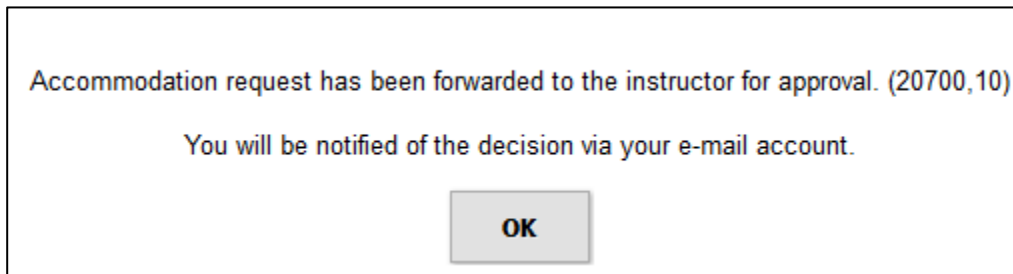 Accommodation request has been forwarded to the instructor for approval. (20700,10)
You will be notified of the decision via your e-mail account.
OK